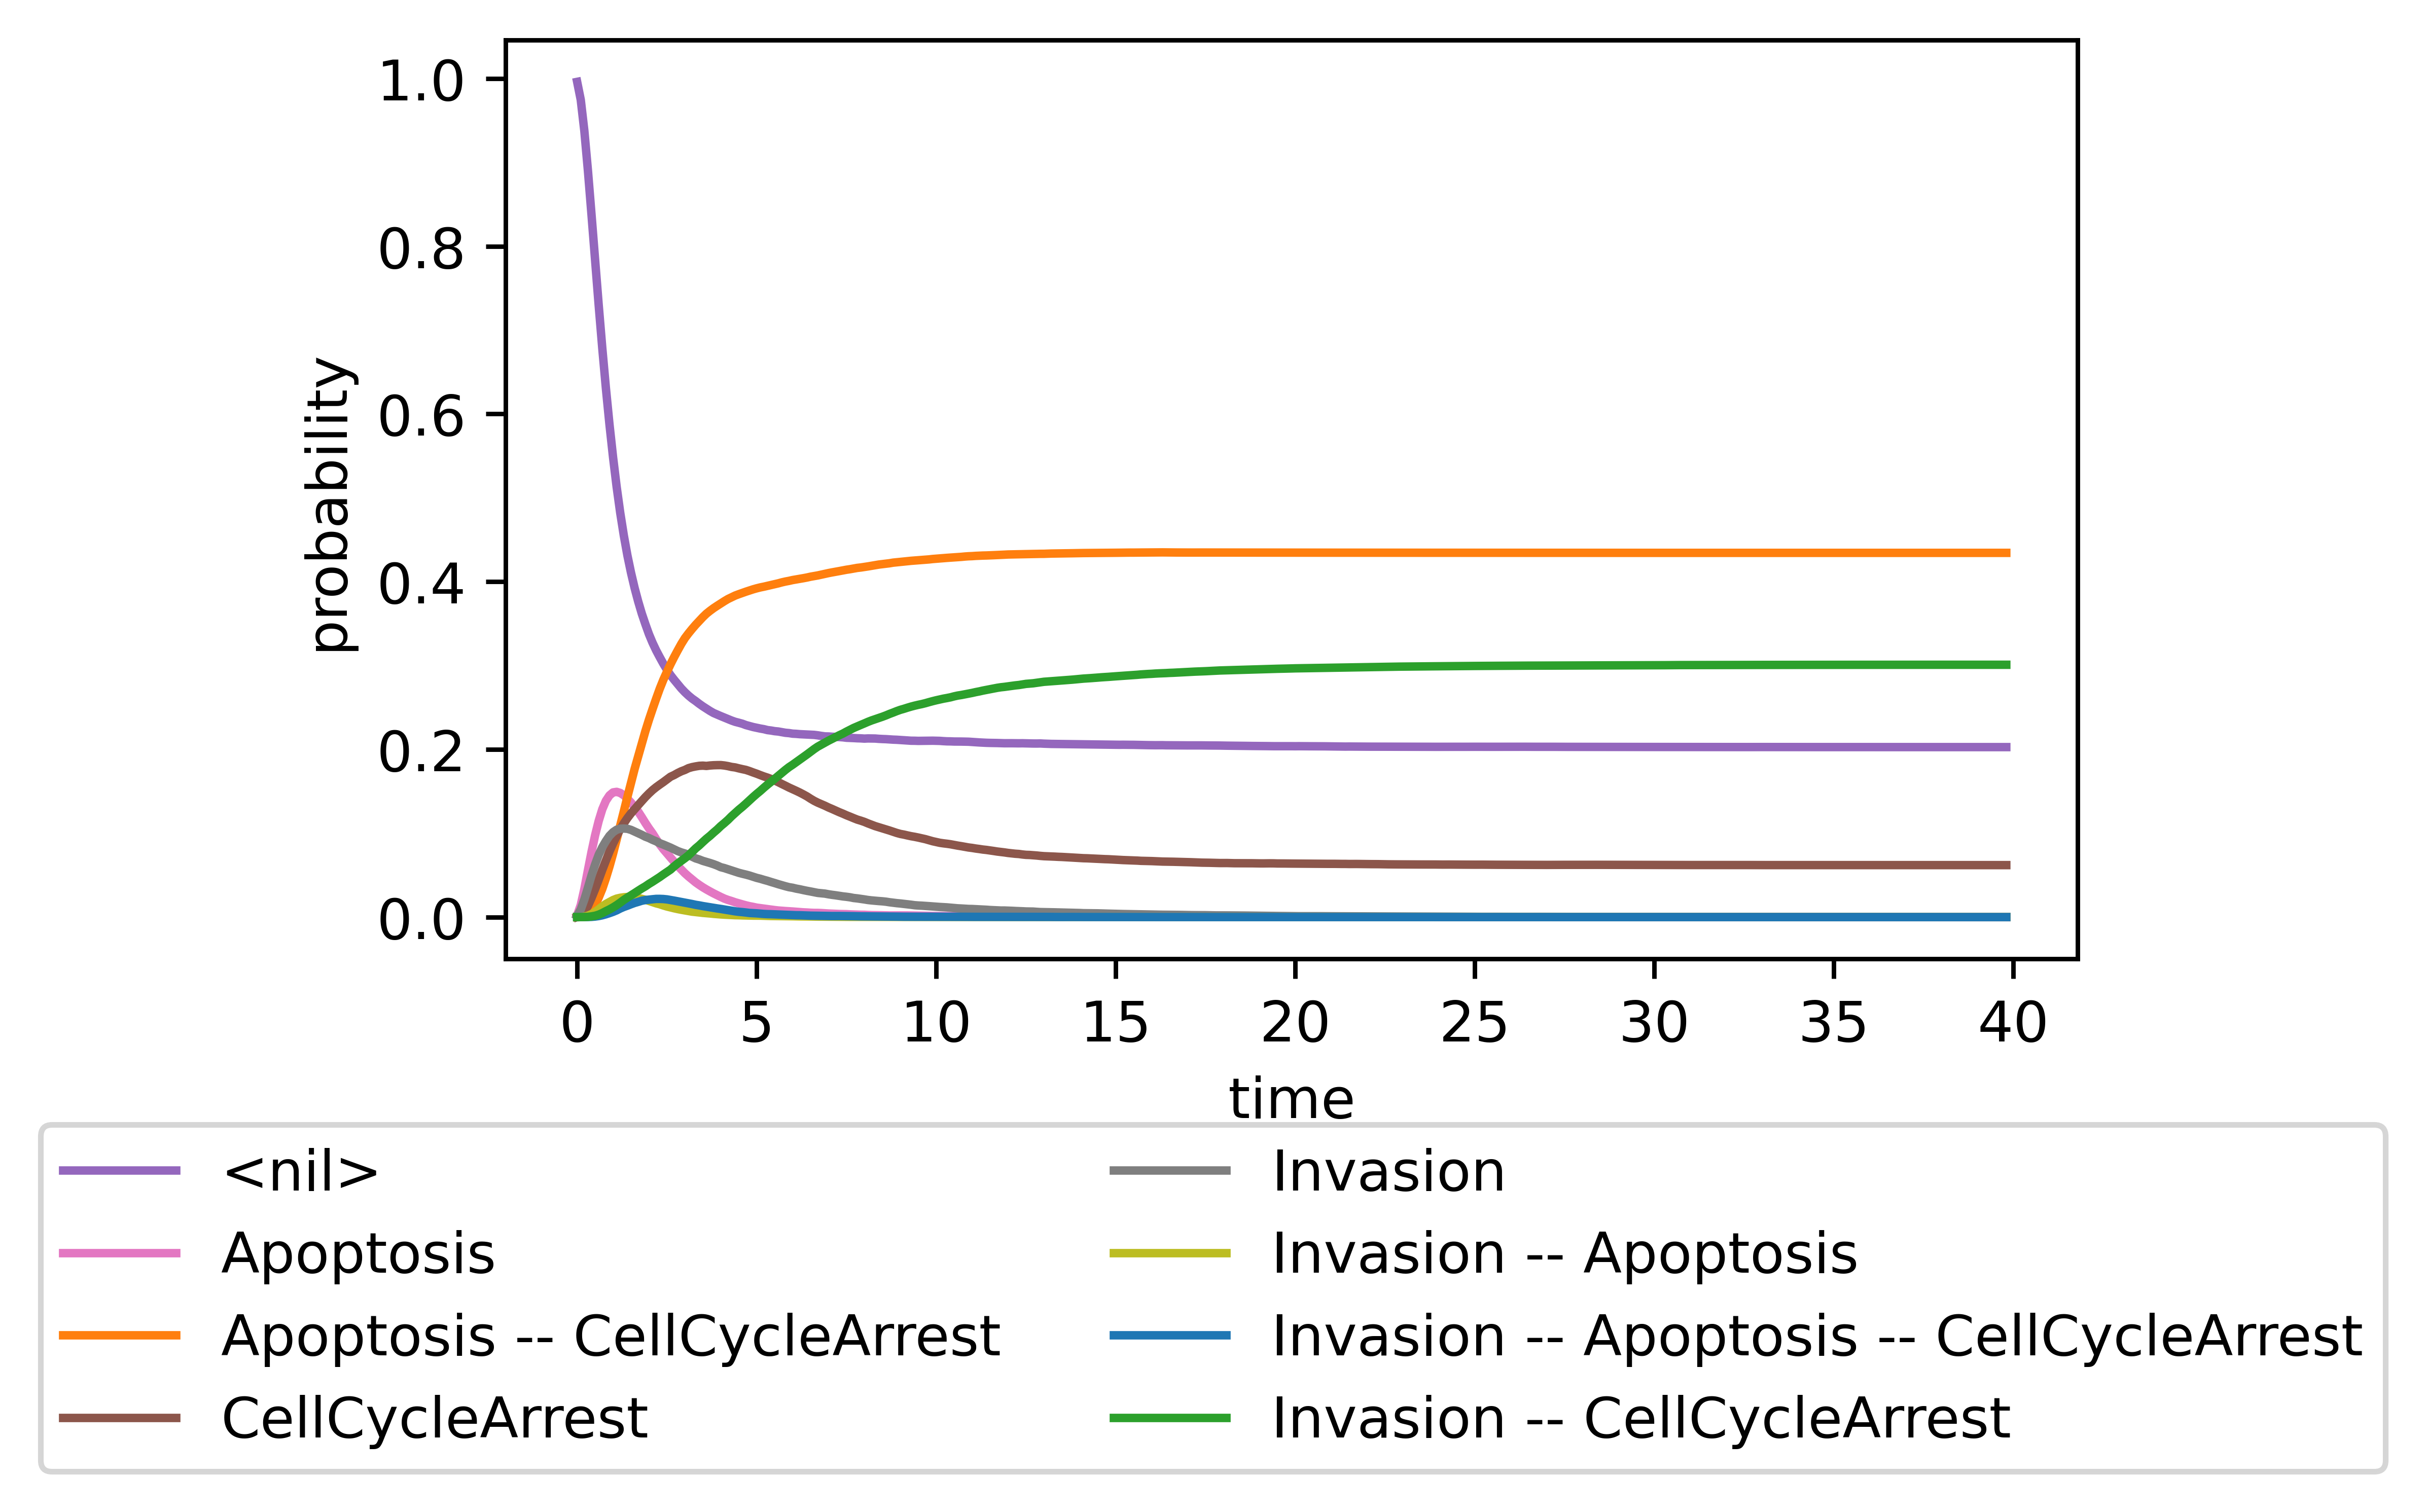 1.0
0.8
0.6
0.4
0.2
0.0
probability
0 5 10 15 20 25 30 35 40
time
<nil>
Apoptosis
Apoptosis -- CellCycleArrest
CellCycleArrest
Invasion
Invasion -- Apoptosis
Invasion -- Apoptosis -- CellCycleArrest
Invasion -- CellCycleArrest